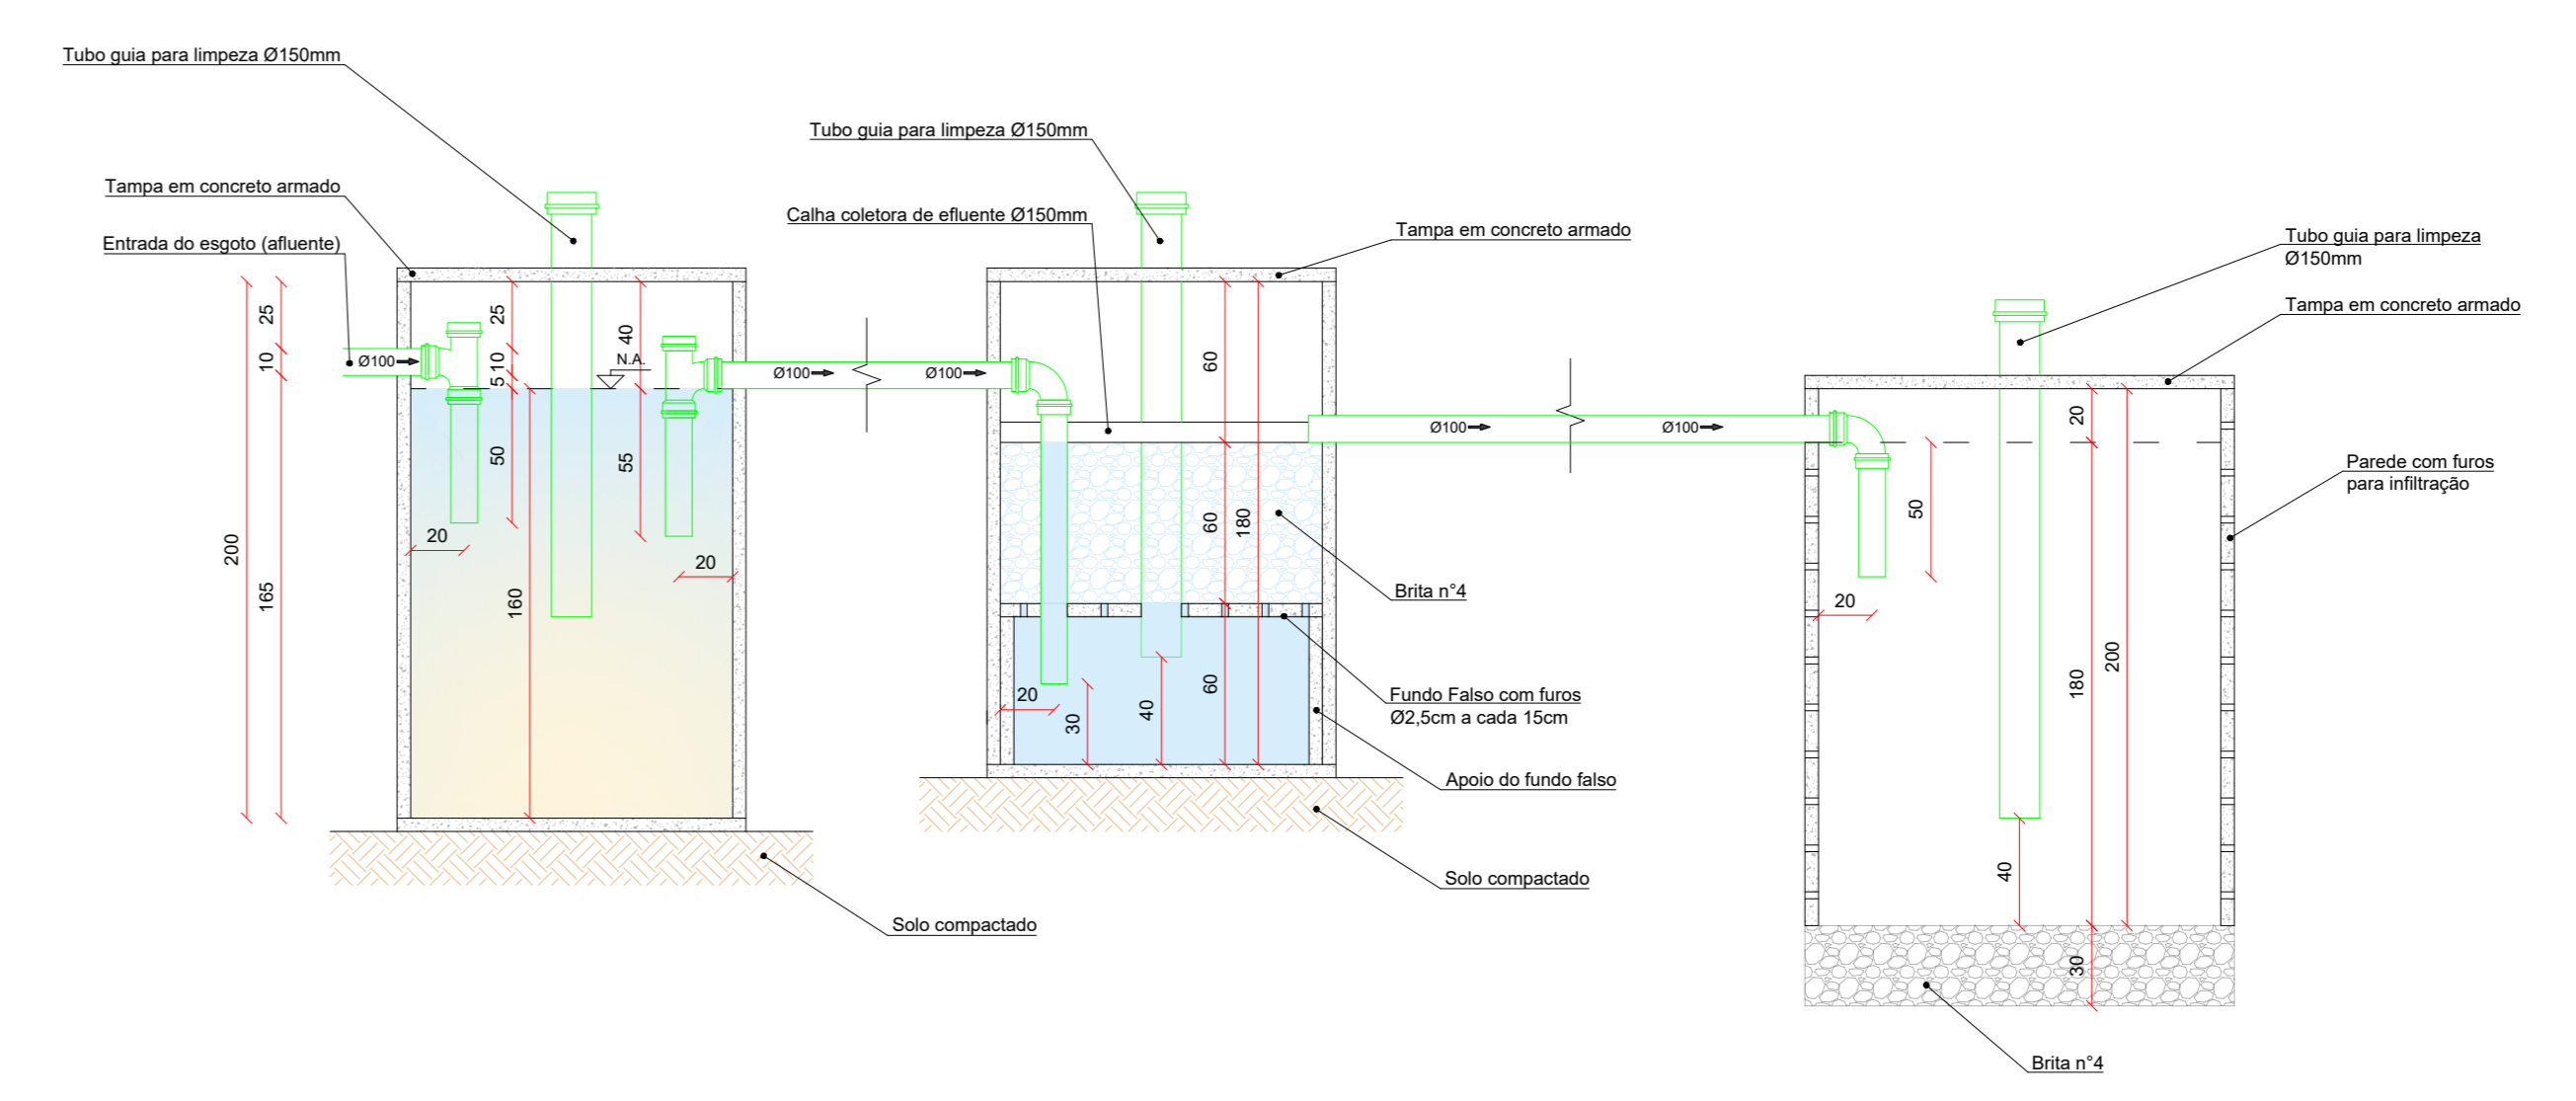 Tubo guia para limpeza Ø150mm
Tampa em concreto armado
Entrada do esgoto (afluente)
25
10
200
165
Ø100
25
10
5
50
20
160
40
N.A.
55
20
Ø100
Ø100
Tubo guia para limpeza Ø150mm
Calha coletora de efluente Ø150mm
Tampa em concreto armado
60
60
180
60
20
30
40
Brita n°4
Fundo Falso com furos
Ø2,5cm a cada 15cm
Apoio do fundo falso
Solo compactado
Solo compactado
Ø100
Ø100
Tubo guia para limpeza
Ø150mm
Tampa em concreto armado
Parede com furos
para infiltração
20
50
20
180
200
40
30
Brita n°4